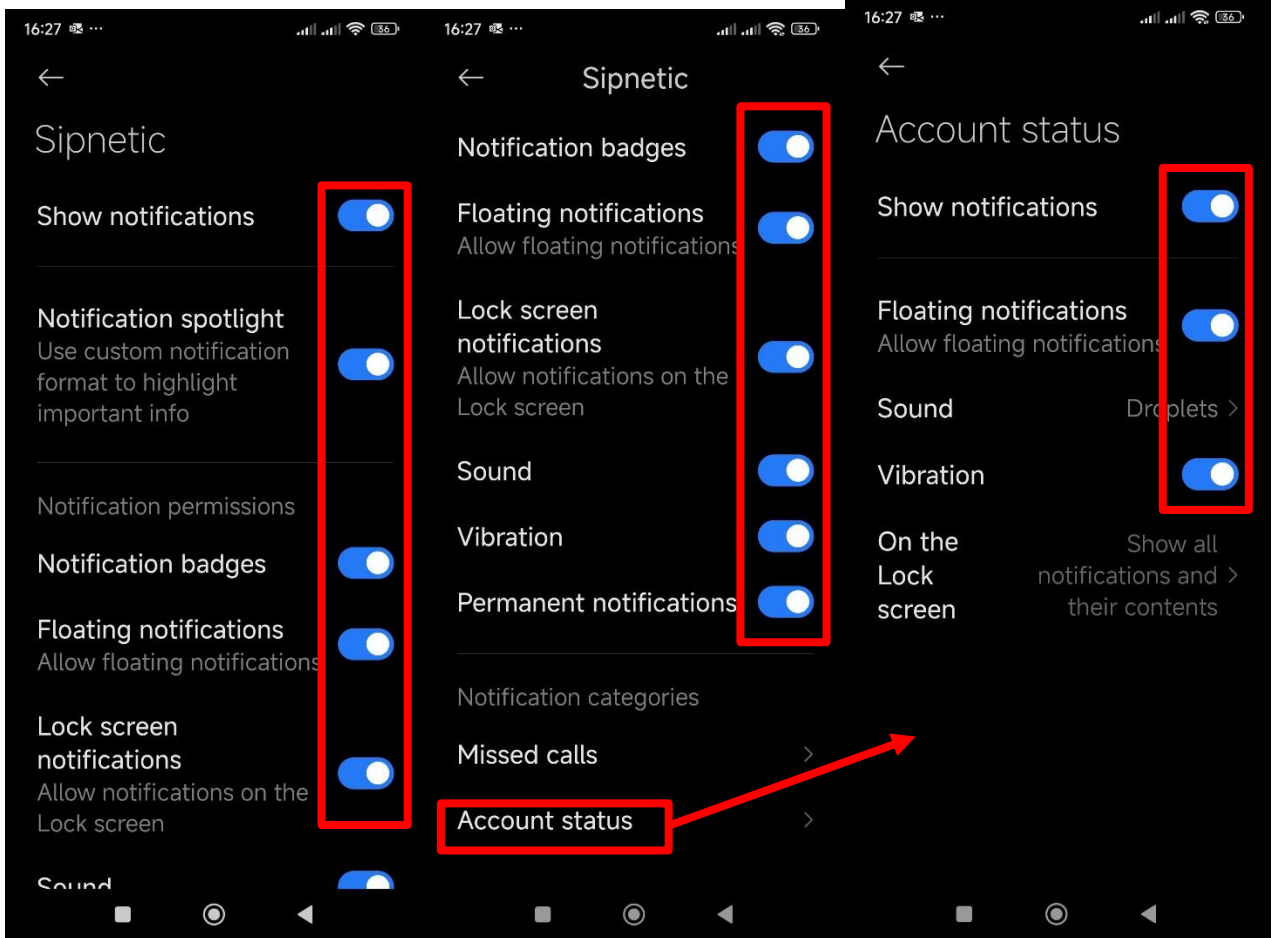 16:27 ···
36
Sipnetic
Show notifications
Notification spotlight
Use custom notification
format to highlight
important info
Notification permissions
Notification badges
Floating notifications
Allow floating notifications
Lock screen
notifications
Allow notifications on the
Lock screen
Sound
16:27 ···
36
Sipnetic
Notification badges
Floating notifications
Allow floating notifications
Lock screen
notifications
Allow notifications on the
Lock screen
Sound
Vibration
Permanent notifications
Notification categories
Missed calls
Account status
16:27 ···
36
Account status
Show notifications
Floating notifications
Allow floating notifications
Sound Droplets
Vibration
On the
Lock
screen
Show all
notifications and
their contents